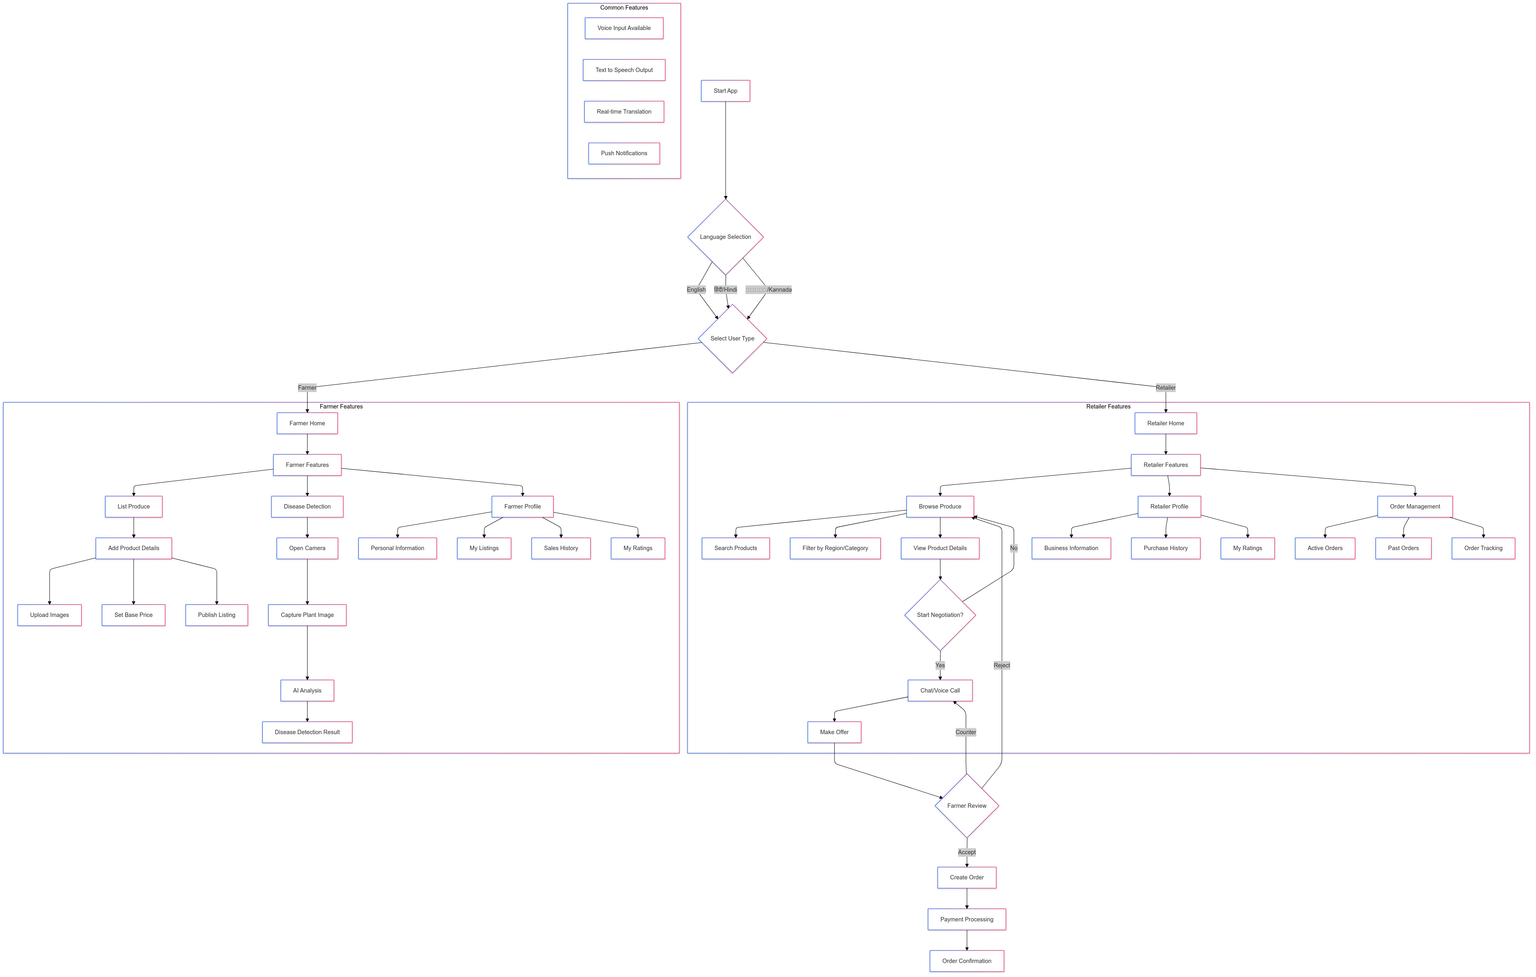 Common Features
Voice Input Available
Text to Speech Output
Real-time Translation
Push Notifications
Start App
Language Selection
English
हिंदी/Hindi
/Kannada
Select User Type
Farmer
Retailer
Farmer Features
Farmer Home
Farmer Features
List Produce
Disease Detection
Farmer Profile
Add Product Details
Open Camera
Personal Information
My Listings
Sales History
My Ratings
Upload Images
Set Base Price
Publish Listing
Capture Plant Image
AI Analysis
Disease Detection Result
Retailer Features
Retailer Home
Retailer Features
Browse Produce
Retailer Profile
Order Management
Search Products
Filter by Region/Category
View Product Details
No
Business Information
Purchase History
My Ratings
Active Orders
Past Orders
Order Tracking
Start Negotiation?
Yes
Reject
Chat/Voice Call
Make Offer
Counter
Farmer Review
Accept
Create Order
Payment Processing
Order Confirmation